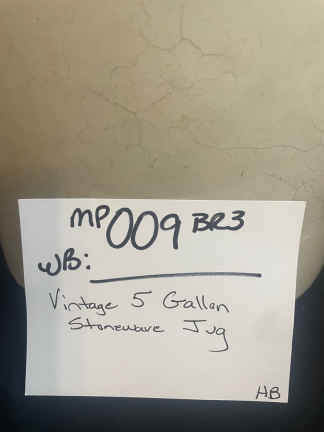 MP009 BR3
WB:
Vintage 5 Gallon
Stoneware Jug
HB